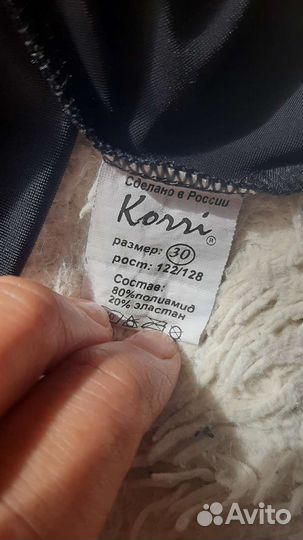 Сделано в России
Korri®
размер: 30
рост: 122/128
Состав:
80%полиамид
20% эластан
Avito